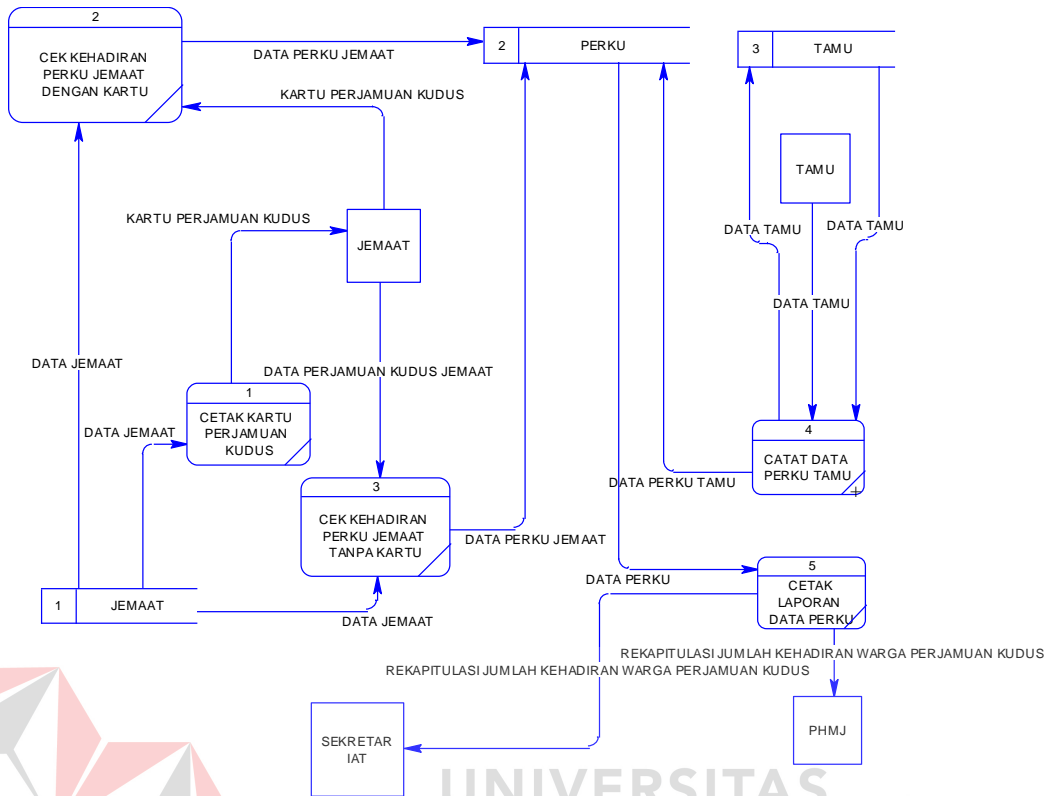 2
CEK KEHADIRAN
PERKU JEMAAT
DENGAN KARTU
DATA PERKU JEMAAT
2
PERKU
3
TAMU
KARTU PERJAMUAN KUDUS
TAMU
KARTU PERJAMUAN KUDUS
JEMAAT
DATA TAMU
DATA TAMU
DATA TAMU
DATA JEMAAT
DATA PERJAMUAN KUDUS JEMAAT
1
CETAK KARTU
PERJAMUAN
KUDUS
DATA JEMAAT
4
CATAT DATA
PERKU TAMU
DATA PERKU TAMU
3
CEK KEHADIRAN
PERKU JEMAAT
TANPA KARTU
DATA PERKU JEMAAT
5
CETAK
LAPORAN
DATA PERKU
DATA PERKU
1
JEMAAT
DATA JEMAAT
REKAPITULASI JUMLAH KEHADIRAN WARGA PERJAMUAN KUDUS
REKAPITULASI JUMLAH KEHADIRAN WARGA PERJAMUAN KUDUS
SEKRETAR
IAT
PHMJ
UNIVERSITAS